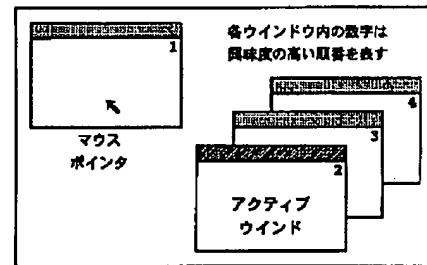 1
各ウインドウ内の数字は
興味度の高い順番を表す
4
3
マウス
ポインタ
2
アクティブ
ウインド